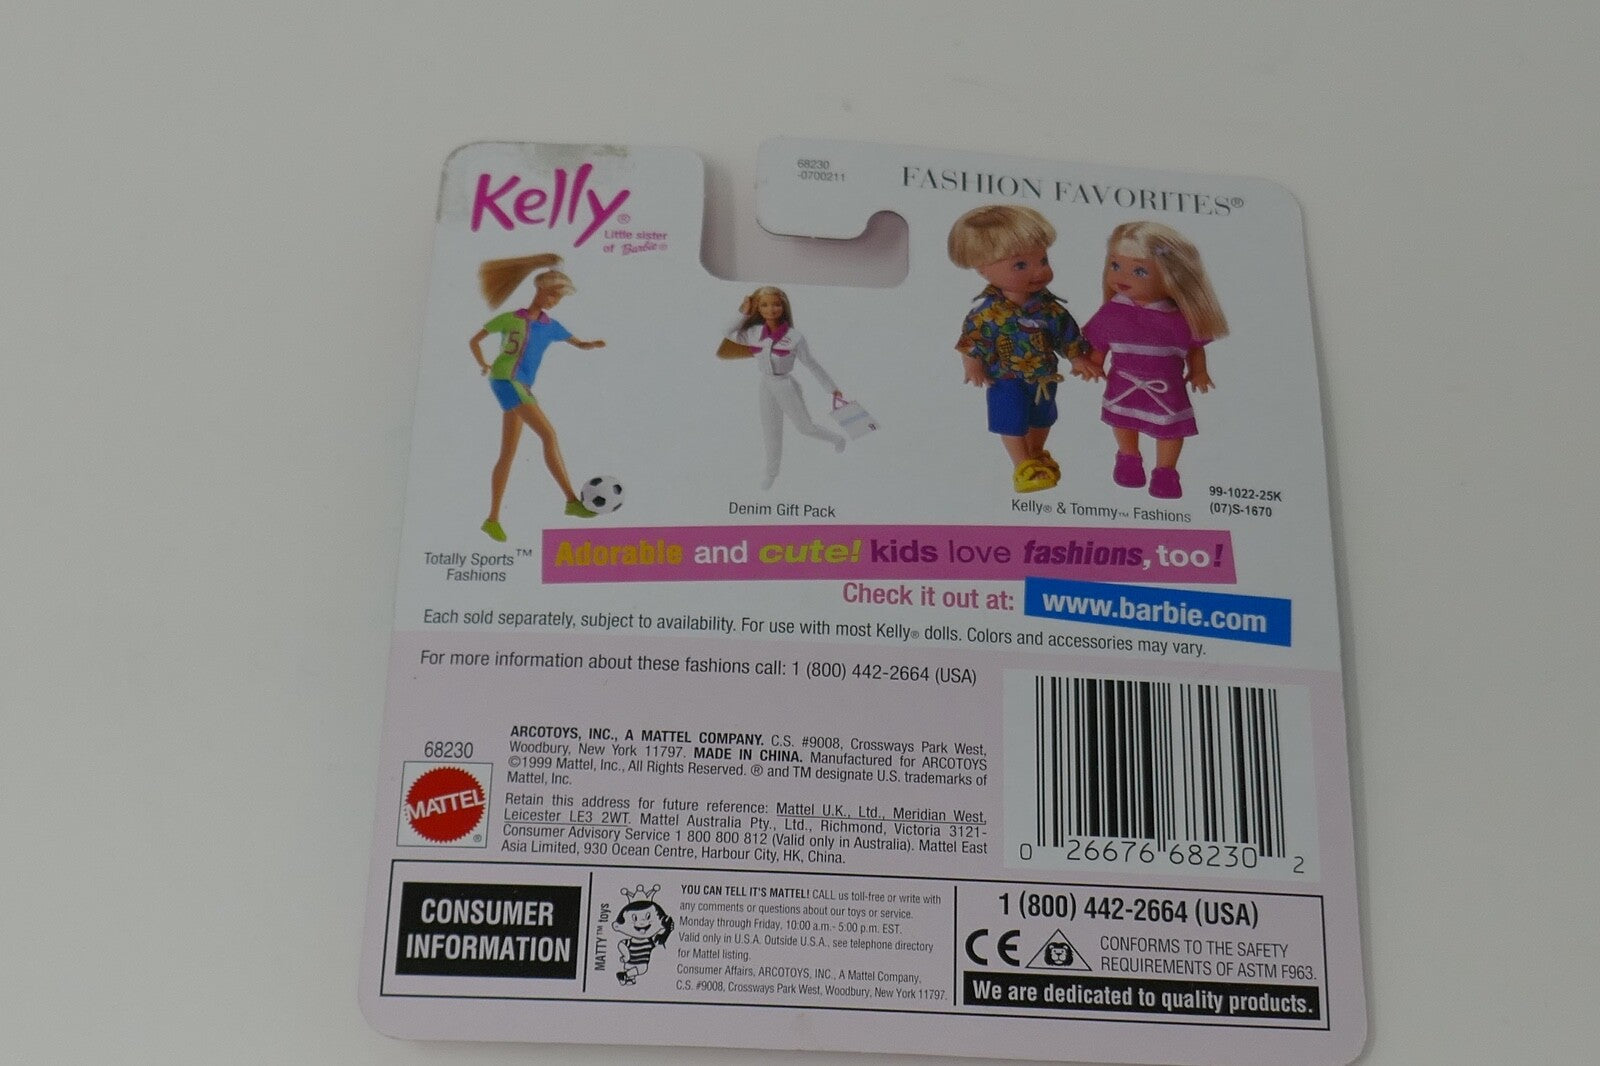 Kelly®
Little sister
of Barbie®
68230
-0700211
FASHION FAVORITES®
5
Totally Sports™
Fashions
Denim Gift Pack
Kelly® & Tommy™ Fashions
99-1022-25K
(07)S-1670
Adorable and cute! kids love fashions, too!
Check it out at: www.barbie.com
Each sold separately, subject to availability. For use with most Kelly® dolls. Colors and accessories may vary.
For more information about these fashions call: 1 (800) 442-2664 (USA)
68230
MATTEL®
ARCOTOYS, INC., A MATTEL COMPANY. C.S. #9008, Crossways Park West,
Woodbury, New York 11797. MADE IN CHINA. Manufactured for ARCOTOYS
©1999 Mattel, Inc., All Rights Reserved. ® and TM designate U.S. trademarks of
Mattel, Inc.
Retain this address for future reference: Mattel U.K., Ltd., Meridian West,
Leicester LE3 2WT. Mattel Australia Pty., Ltd., Richmond, Victoria 3121-
Consumer Advisory Service 1 800 800 812 (Valid only in Australia). Mattel East
Asia Limited, 930 Ocean Centre, Harbour City, HK, China.
0 26676 68230 2
CONSUMER
INFORMATION
MATTY™ toys
YOU CAN TELL IT'S MATTEL! CALL us toll-free or write with
any comments or questions about our toys or service.
Monday through Friday, 10:00 a.m.- 5:00 p.m. EST.
Valid only in U.S.A. Outside U.S.A., see telephone directory
for Mattel listing.
Consumer Affairs, ARCOTOYS, INC., A Mattel Company.
C.S. #9008, Crossways Park West, Woodbury, New York 11797.
1 (800) 442-2664 (USA)
CE
CONFORMS TO THE SAFETY
REQUIREMENTS OF ASTM F963.
We are dedicated to quality products.